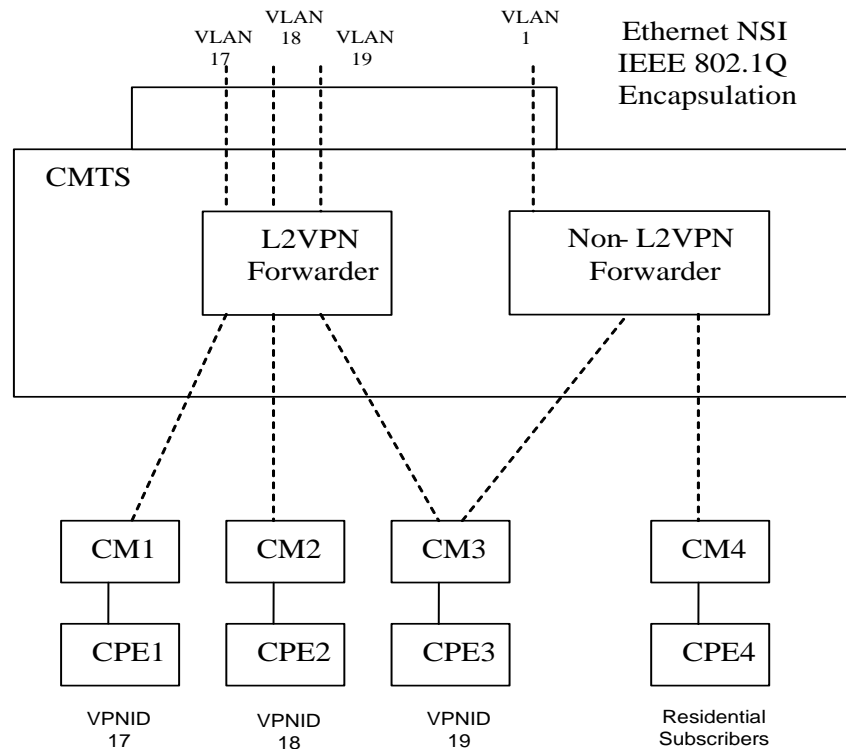 VLAN
17
VLAN
18
VLAN
19
VLAN
1
Ethernet NSI
IEEE 802.1Q
Encapsulation
CMTS
L2VPN
Forwarder
Non- L2VPN
Forwarder
CM1
CM2
CM3
CM4
CPE1
CPE2
CPE3
CPE4
VPNID
17
VPNID
18
VPNID
19
Residential
Subscribers